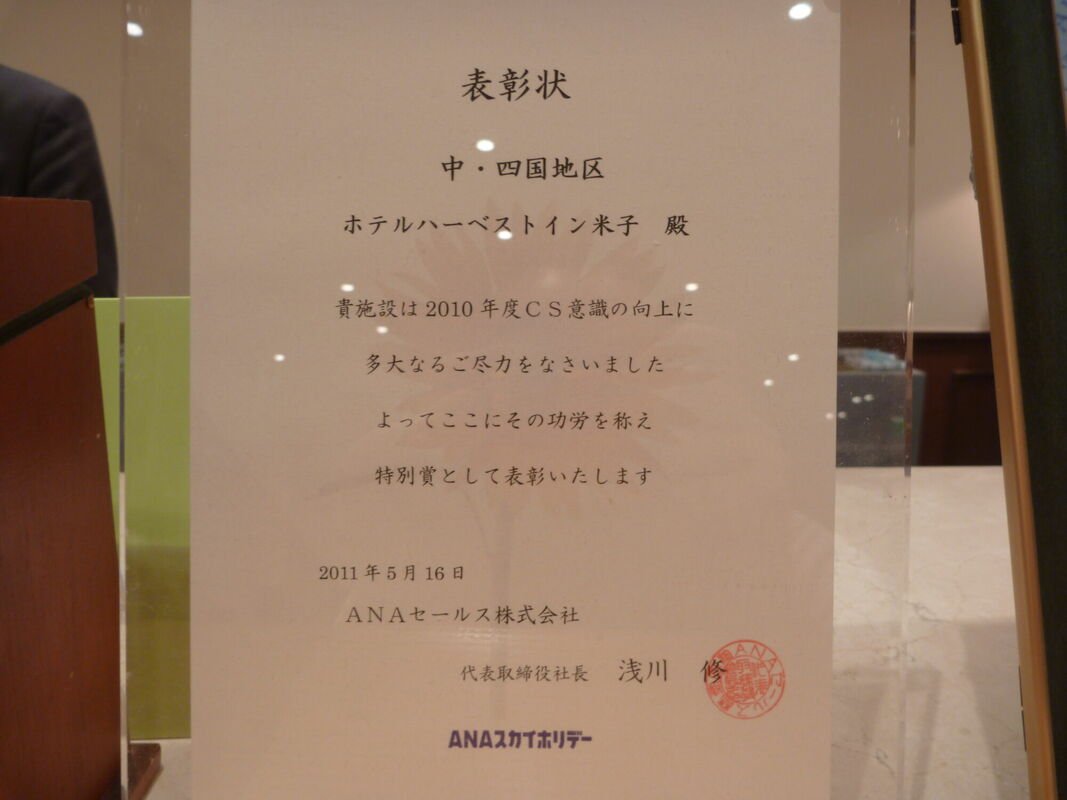 表彰状
中・四国地区
ホテルハーベストイン米子　殿
貴施設は2010年度ＣＳ意識の向上に
多大なるご尽力をなさいました
よってここにその功労を称え
特別賞として表彰いたします
2011年5月16日
ＡＮＡセールス株式会社
代表取締役社長　浅川　修
ANAスカイホリデー